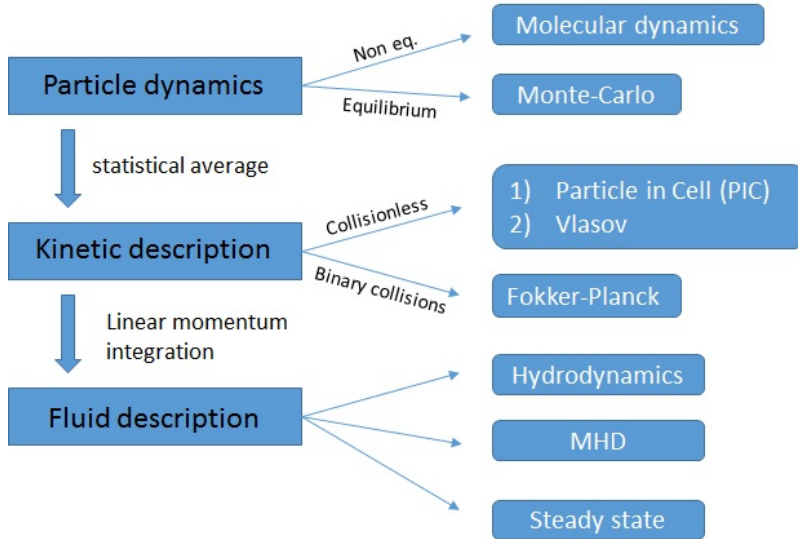 Particle dynamics
Non eq.
Molecular dynamics
Equilibrium
Monte-Carlo
statistical average
Kinetic description
Collisionless
1) Particle in Cell (PIC)
2) Vlasov
Binary collisions
Fokker-Planck
Linear momentum
integration
Fluid description
Hydrodynamics
MHD
Steady state